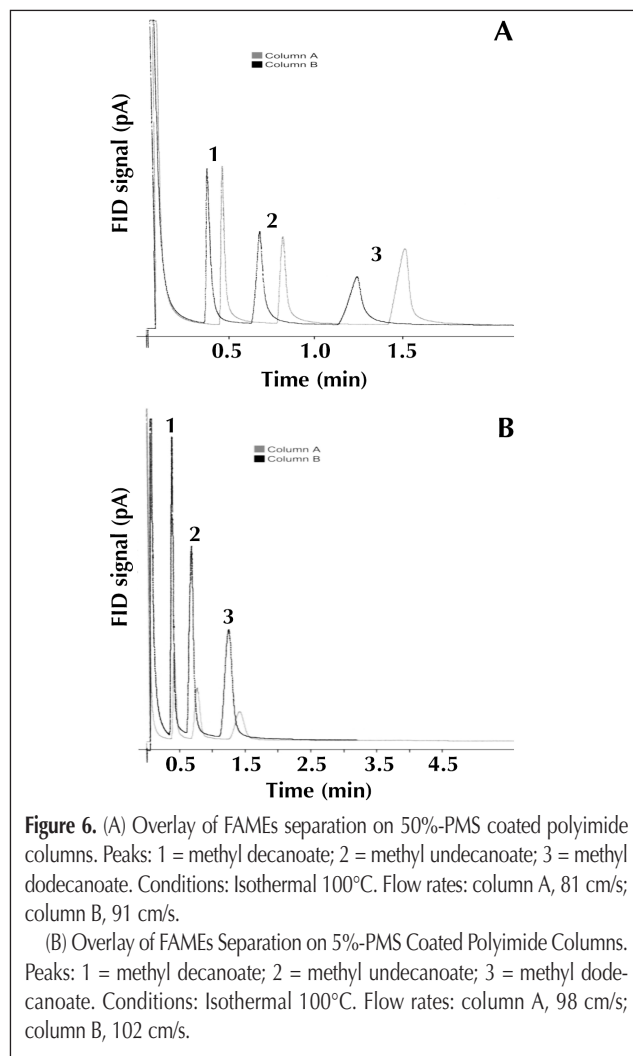 A
Column A
Column B
FID signal (pA)
1
2
3
0.5 1.0 1.5
Time (min)
B
Column A
Column B
FID signal (pA)
1
2
3
0.5 1.5 2.5 3.5 4.5
Time (min)
Figure 6. (A) Overlay of FAMEs separation on 50%-PMS coated polyimide
columns. Peaks: 1 = methyl decanoate; 2 = methyl undecanoate; 3 = methyl
dodecanoate. Conditions: Isothermal 100°C. Flow rates: column A, 81 cm/s;
column B, 91 cm/s.
(B) Overlay of FAMEs Separation on 5%-PMS Coated Polyimide Columns.
Peaks: 1 = methyl decanoate; 2 = methyl undecanoate; 3 = methyl dode-
canoate. Conditions: Isothermal 100°C. Flow rates: column A, 98 cm/s;
column B, 102 cm/s.